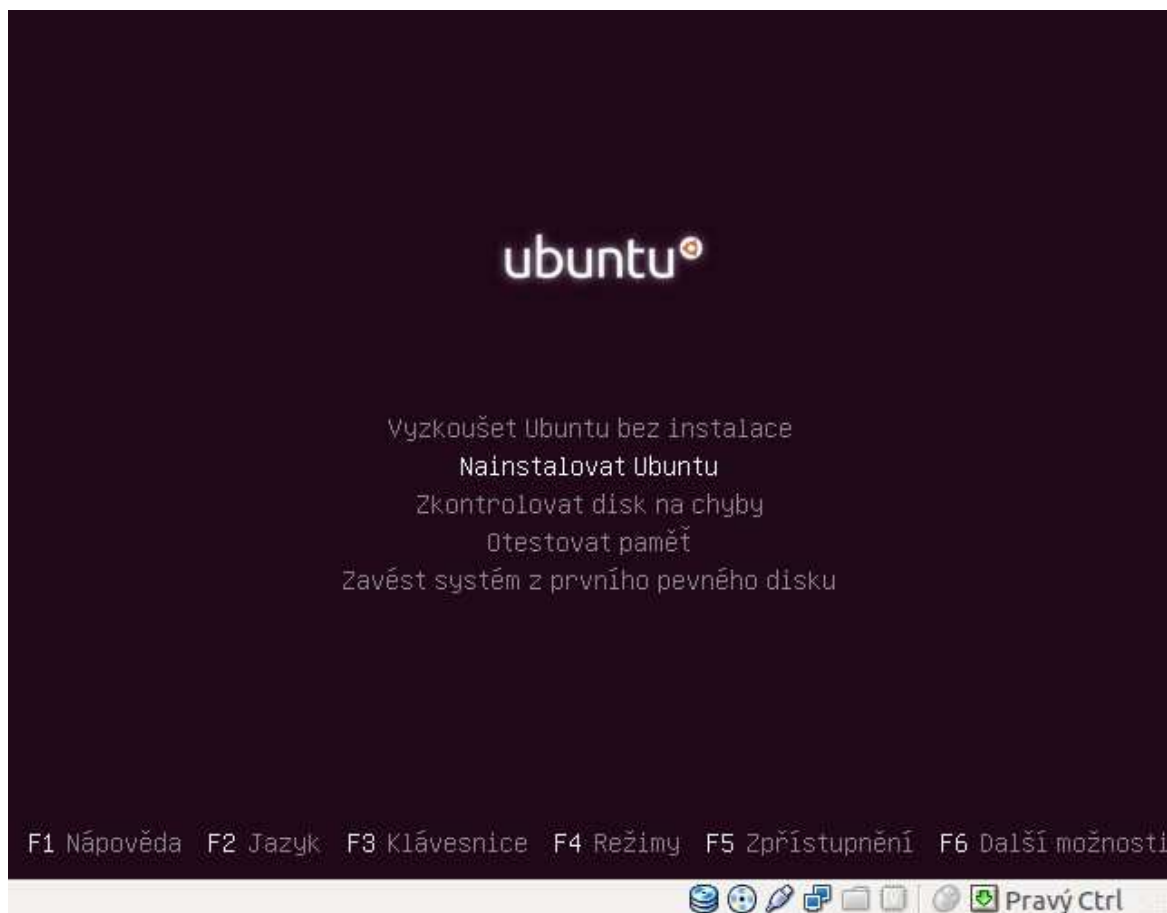 ubuntu
Vyzkoušet Ubuntu bez instalace
Nainstalovat Ubuntu
Zkontrolovat disk na chyby
Otestovat paměť
Zavést systém z prvního pevného disku
F1 Nápověda F2 Jazyk F3 Klávesnice F4 Režimy F5 Zpřístupnění F6 Další možnosti
Pravý Ctrl